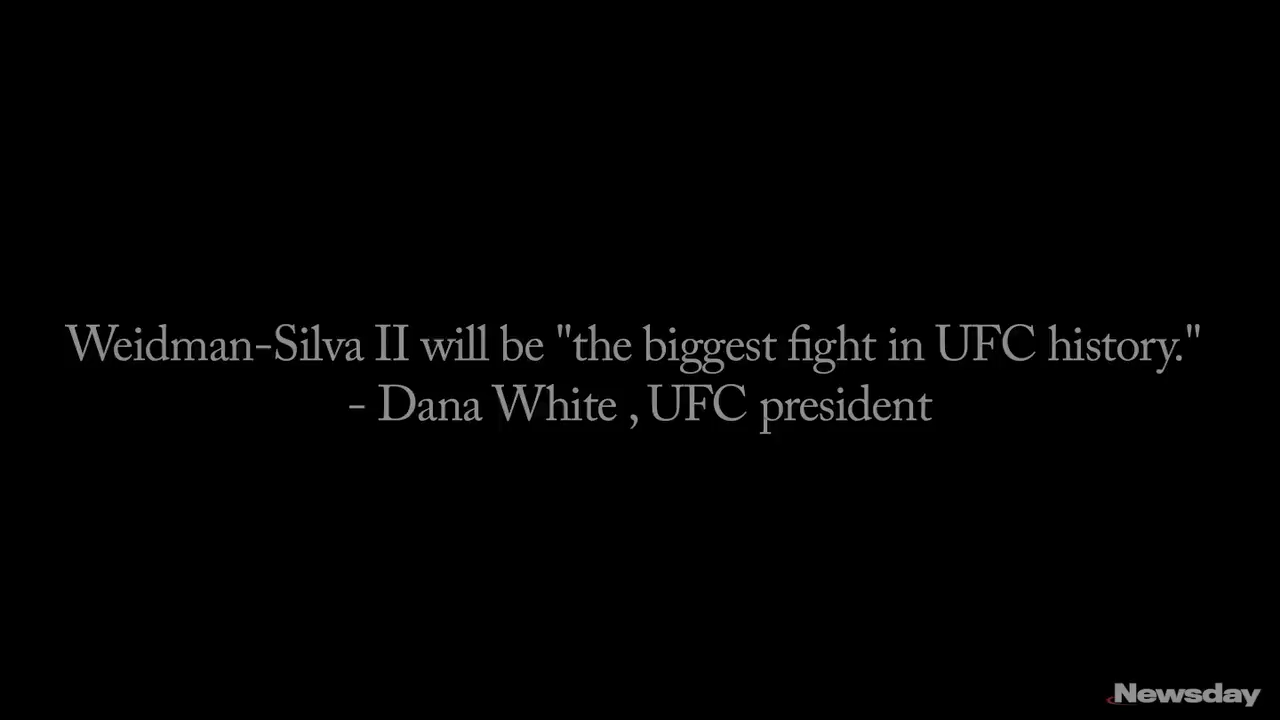 Weidman-Silva II will be "the biggest fight in UFC history."
- Dana White , UFC president
Newsday